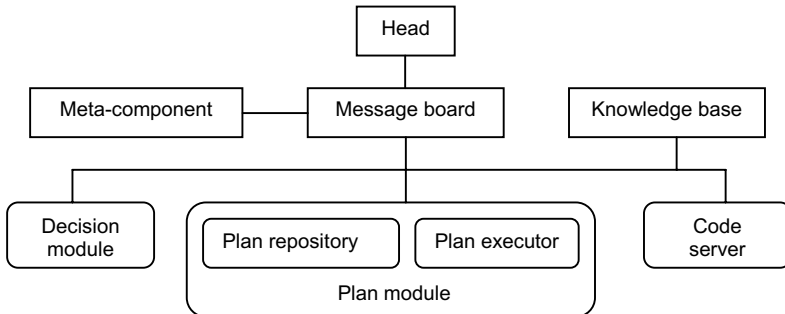 Head
Meta-component
Message board
Knowledge base
Decision
module
Plan repository
Plan executor
Plan module
Code
server